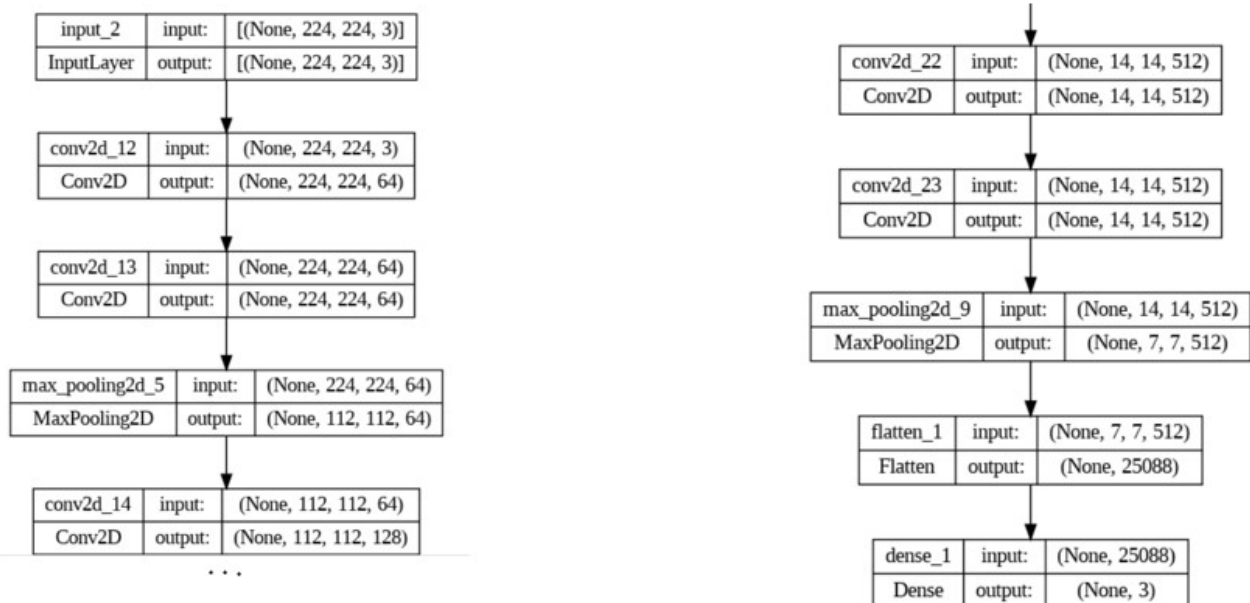 input_2 input: [(None, 224, 224, 3)]
InputLayer output: [(None, 224, 224, 3)]
conv2d_12 input: (None, 224, 224, 3)
Conv2D output: (None, 224, 224, 64)
conv2d_13 input: (None, 224, 224, 64)
Conv2D output: (None, 224, 224, 64)
max_pooling2d_5 input: (None, 224, 224, 64)
MaxPooling2D output: (None, 112, 112, 64)
conv2d_14 input: (None, 112, 112, 64)
Conv2D output: (None, 112, 112, 128)
. . .
conv2d_22 input: (None, 14, 14, 512)
Conv2D output: (None, 14, 14, 512)
conv2d_23 input: (None, 14, 14, 512)
Conv2D output: (None, 14, 14, 512)
max_pooling2d_9 input: (None, 14, 14, 512)
MaxPooling2D output: (None, 7, 7, 512)
flatten_1 input: (None, 7, 7, 512)
Flatten output: (None, 25088)
dense_1 input: (None, 25088)
Dense output: (None, 3)